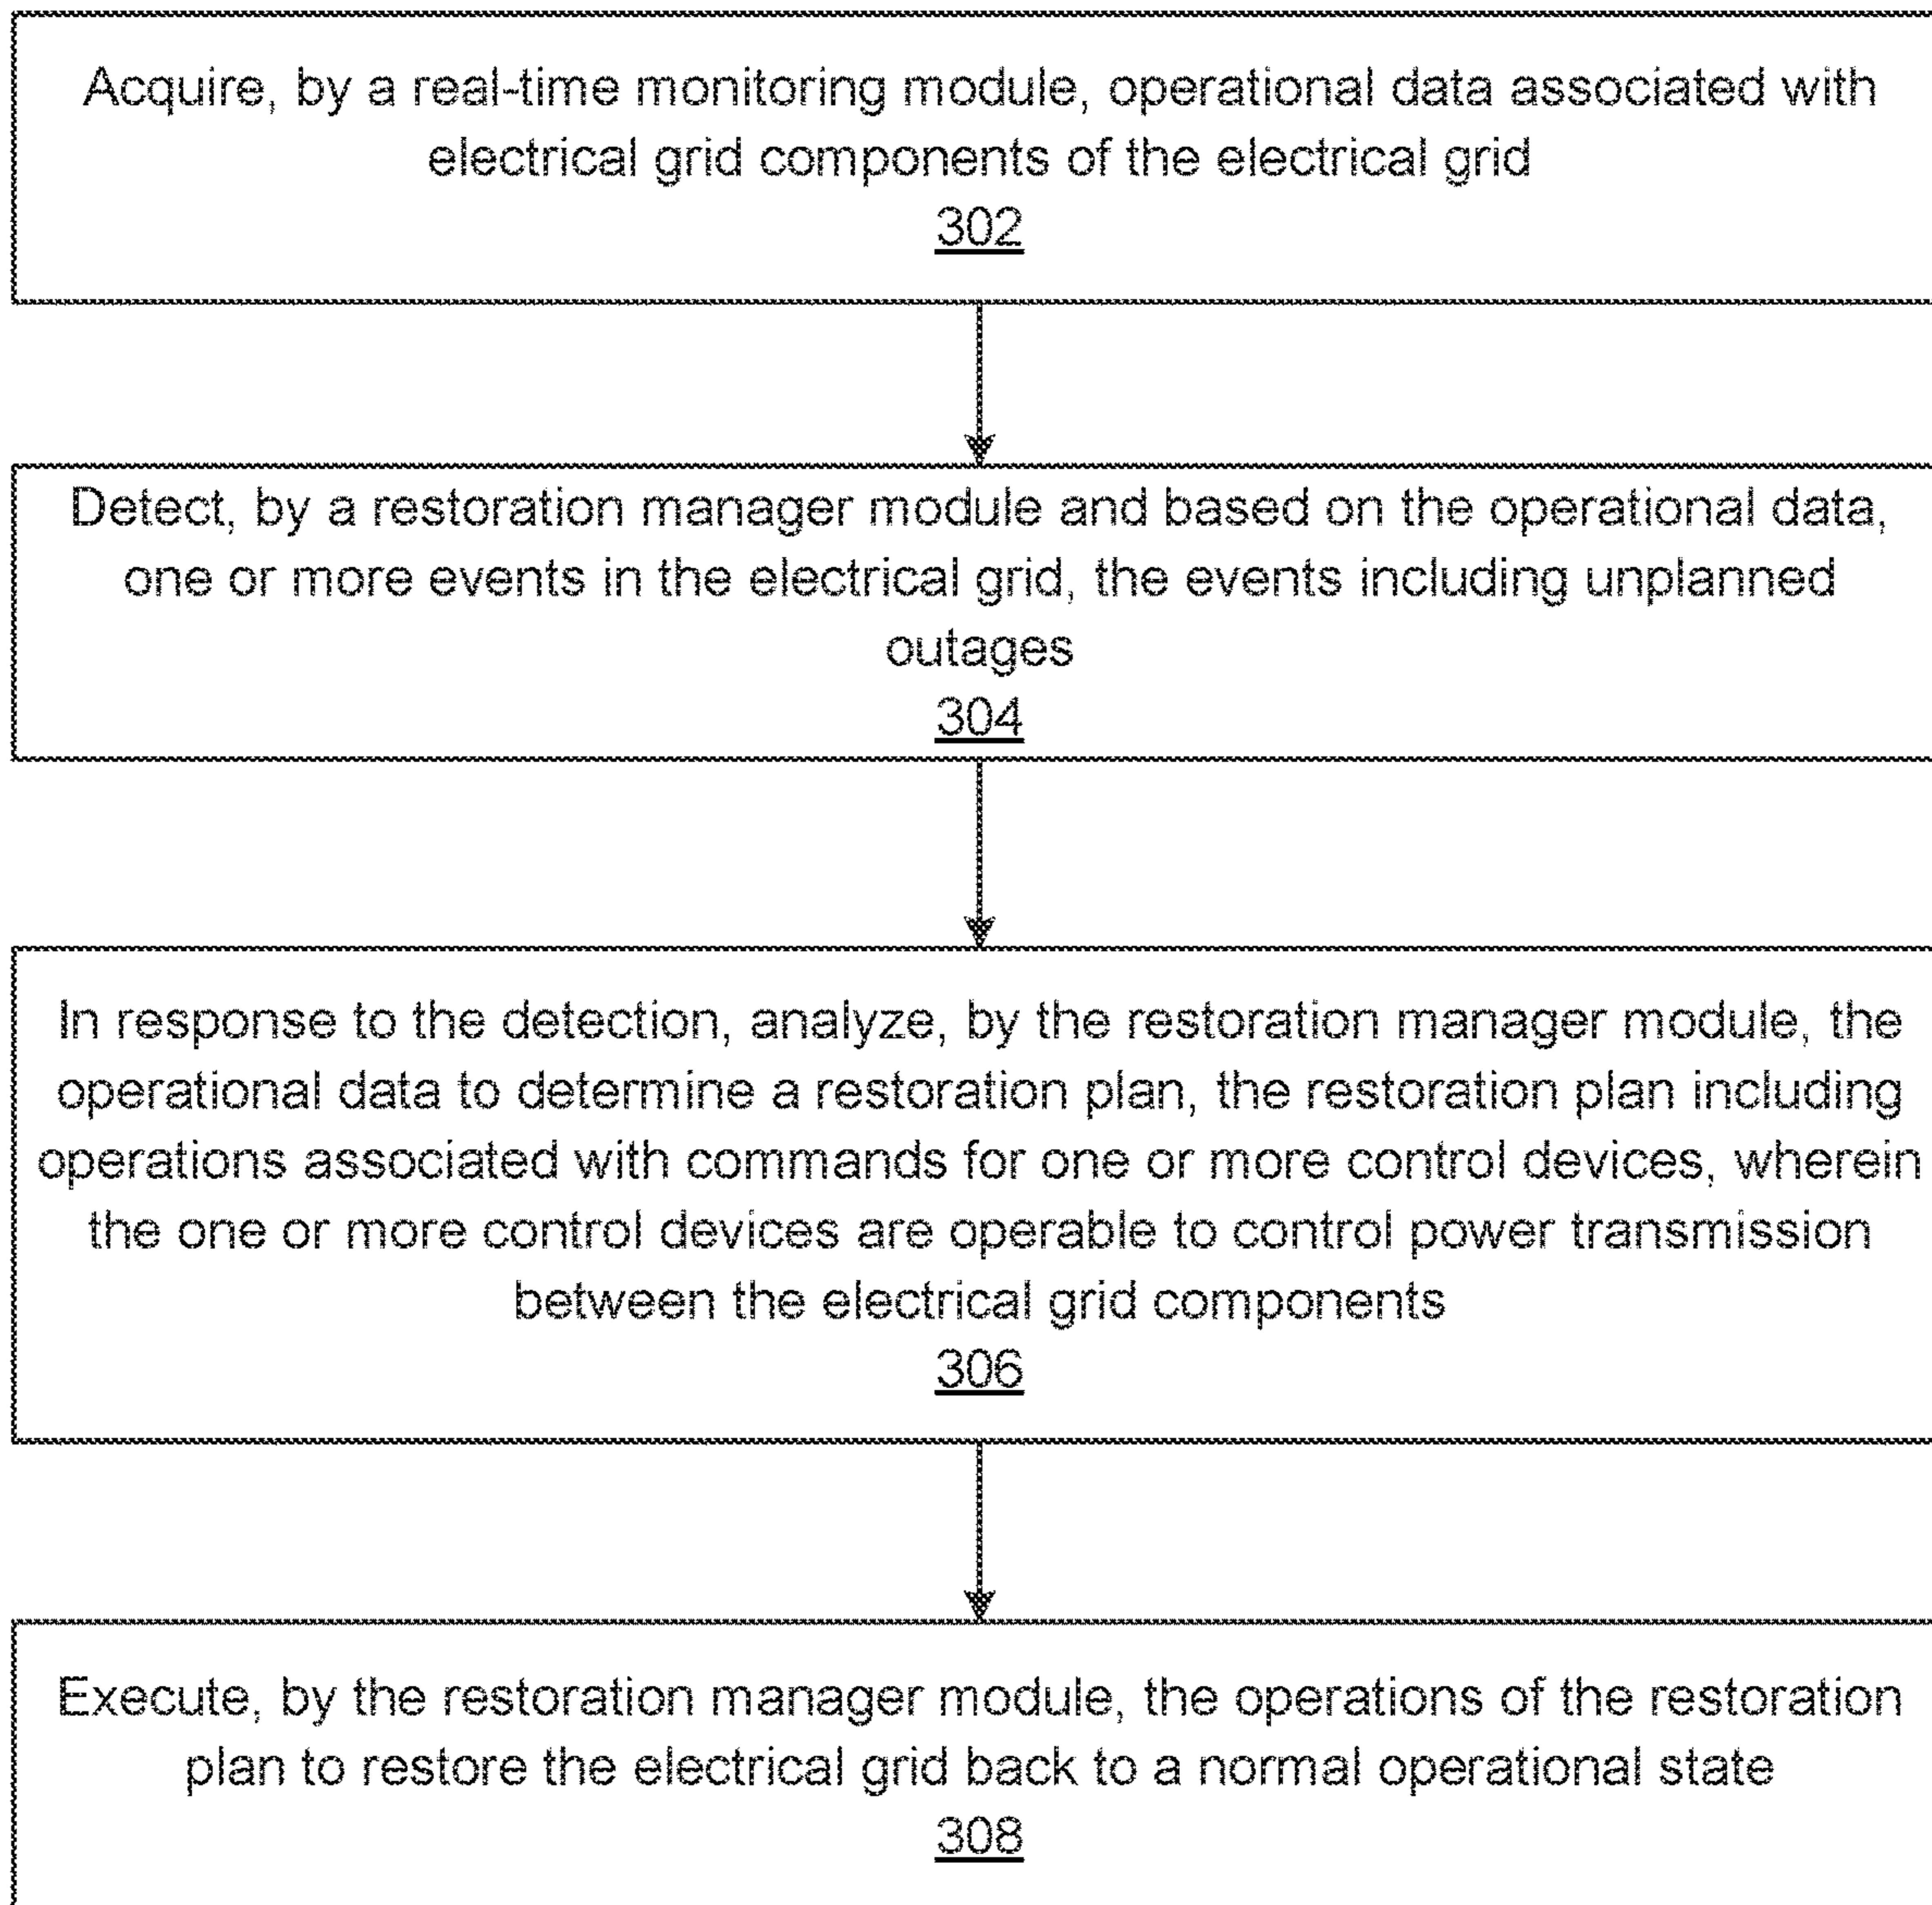 Acquire, by a real-time monitoring module, operational data associated with
electrical grid components of the electrical grid
302
Detect, by a restoration manager module and based on the operational data,
one or more events in the electrical grid, the events including unplanned
outages
304
In response to the detection, analyze, by the restoration manager module, the
operational data to determine a restoration plan, the restoration plan including
operations associated with commands for one or more control devices, wherein
the one or more control devices are operable to control power transmission
between the electrical grid components
306
Execute, by the restoration manager module, the operations of the restoration
plan to restore the electrical grid back to a normal operational state
308